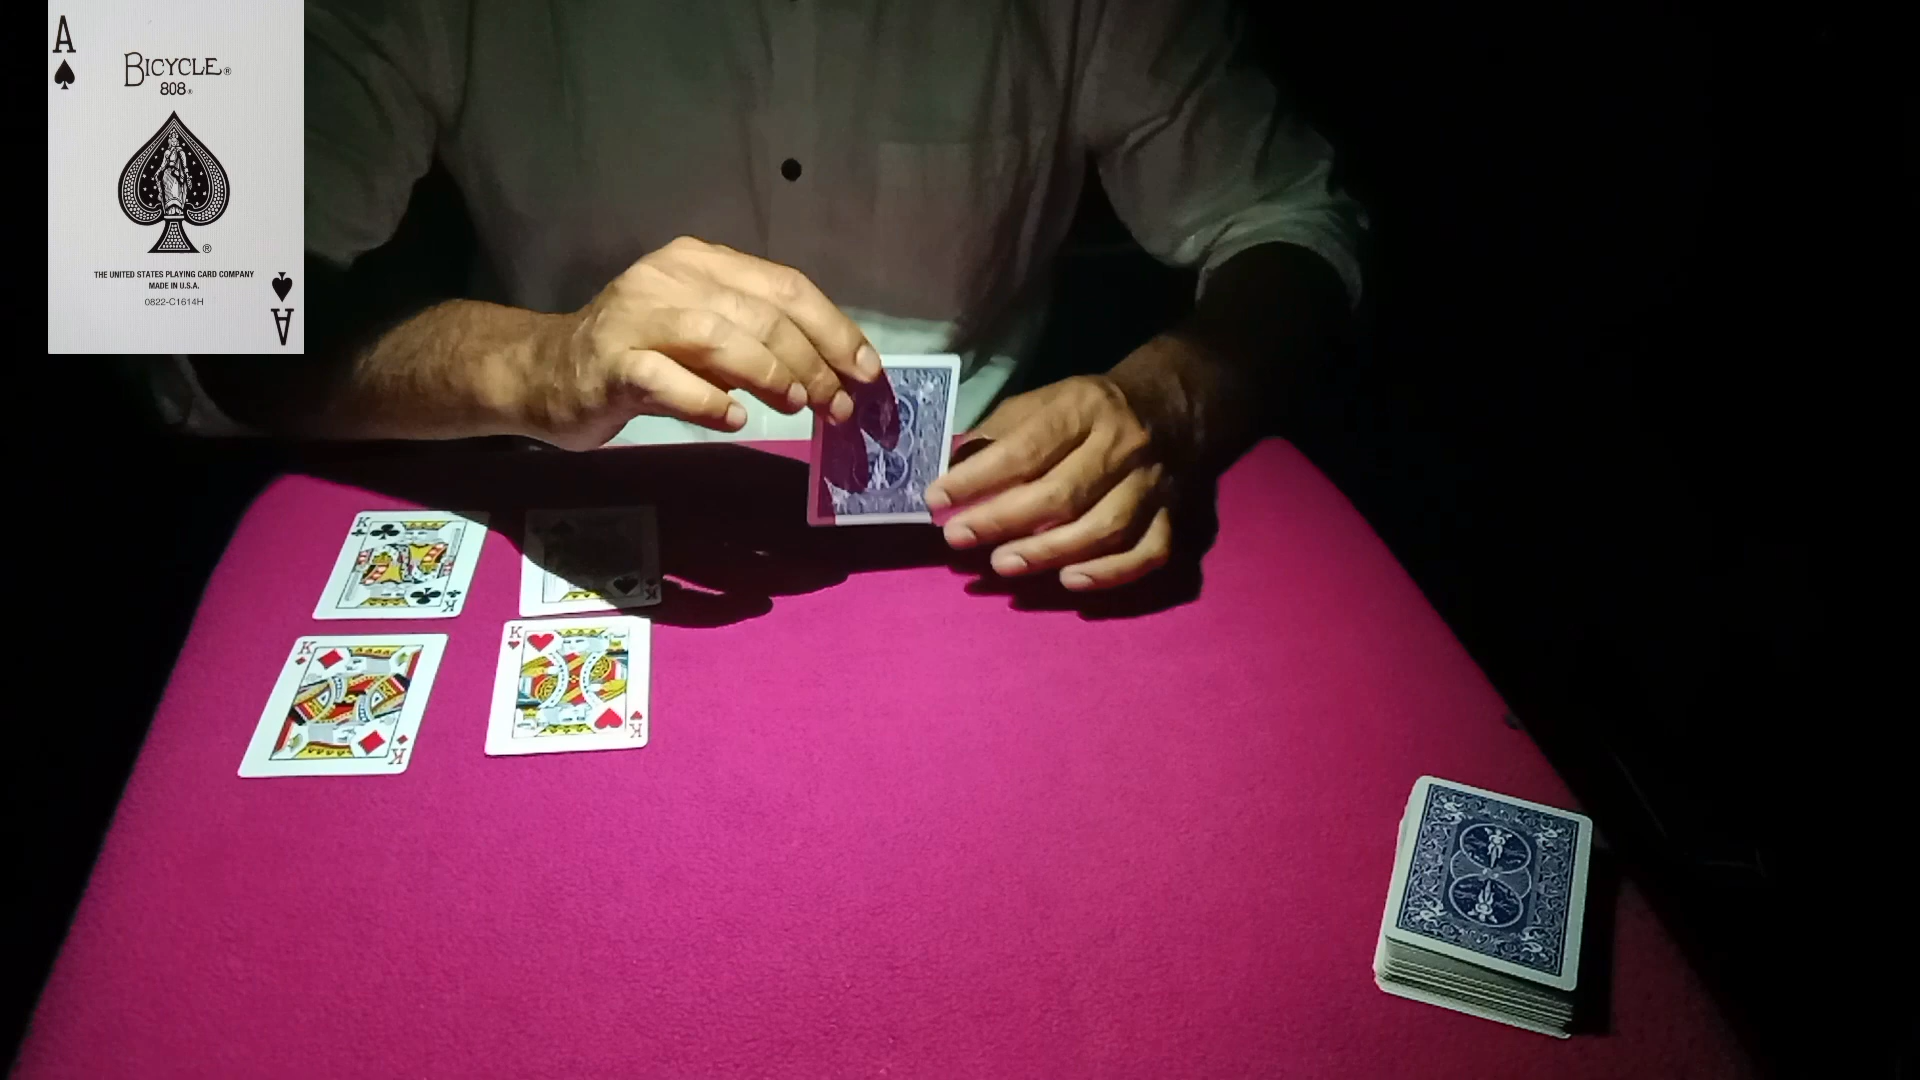 A
BICYCLE®
808®
®
THE UNITED STATES PLAYING CARD COMPANY
MADE IN U.S.A.
0822-C1614H
A
K
K
K
K
K
K
K